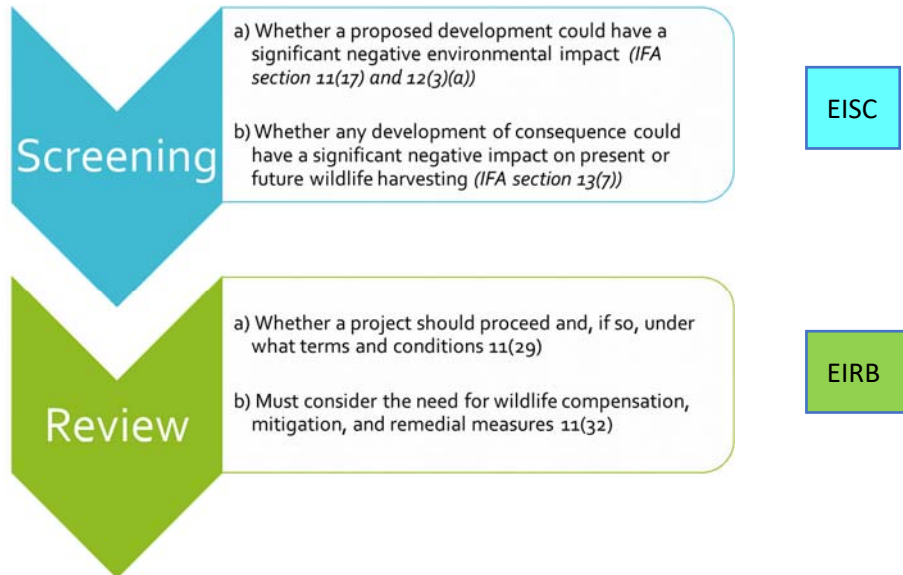 Screening
a) Whether a proposed development could have a
significant negative environmental impact (IFA
section 11(17) and 12(3)(a))
b) Whether any development of consequence could
have a significant negative impact on present or
future wildlife harvesting (IFA section 13(7))
EISC
Review
a) Whether a project should proceed and, if so, under
what terms and conditions 11(29)
b) Must consider the need for wildlife compensation,
mitigation, and remedial measures 11(32)
EIRB